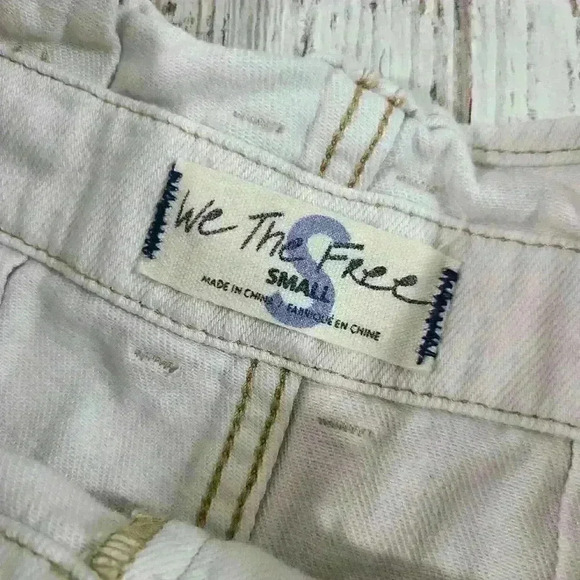 We The Free
S
SMALL
MADE IN CHINA / FABRIQUÉ EN CHINE